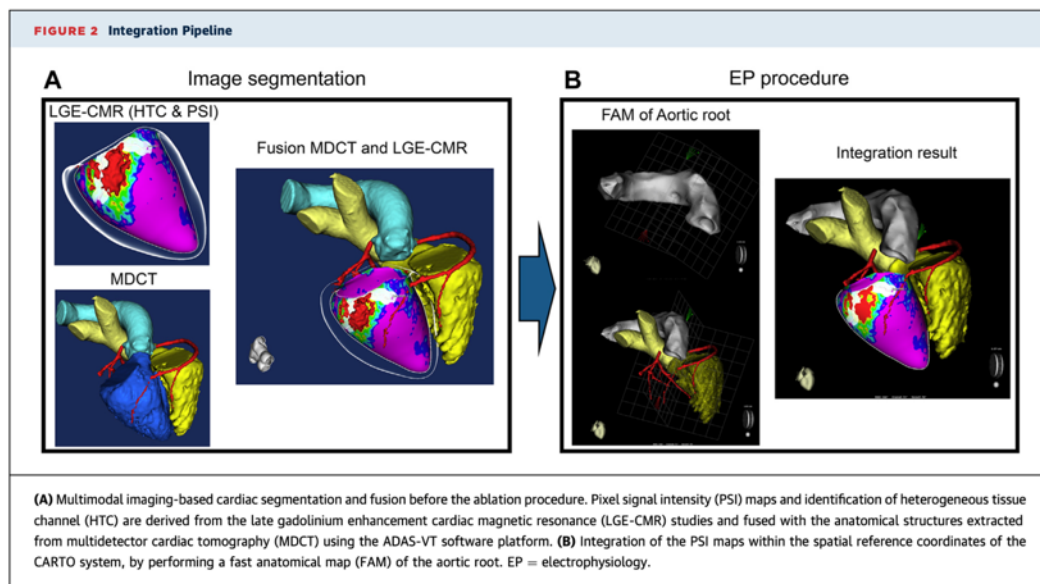 FIGURE 2 Integration Pipeline
A
Image segmentation
LGE-CMR (HTC & PSI)
Fusion MDCT and LGE-CMR
MDCT
B
EP procedure
FAM of Aortic root
Integration result
(A) Multimodal imaging-based cardiac segmentation and fusion before the ablation procedure. Pixel signal intensity (PSI) maps and identification of heterogeneous tissue
channel (HTC) are derived from the late gadolinium enhancement cardiac magnetic resonance (LGE-CMR) studies and fused with the anatomical structures extracted
from multidetector cardiac tomography (MDCT) using the ADAS-VT software platform. (B) Integration of the PSI maps within the spatial reference coordinates of the
CARTO system, by performing a fast anatomical map (FAM) of the aortic root. EP = electrophysiology.